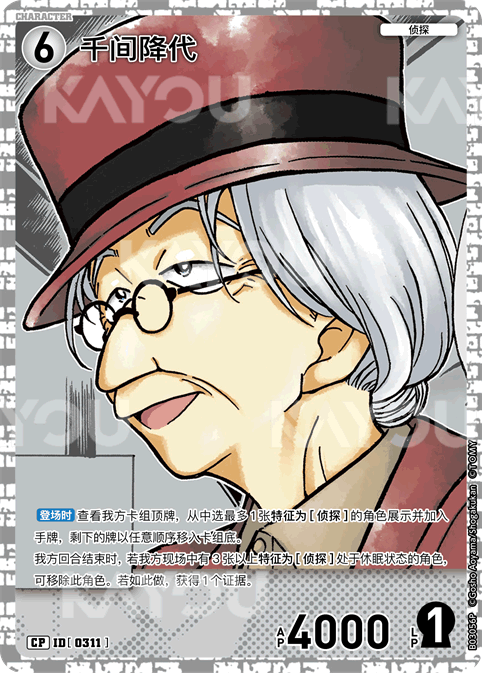 CHARACTER
6
千间降代
侦探
KAYOU
KAYOU
KAYOU
KAYOU
登场时 查看我方卡组顶牌，从中选最多1张特征为[侦探]的角色展示并加入
手牌，剩下的牌以任意顺序移入卡组底。
我方回合结束时，若我方现场中有3张以上特征为[侦探]处于休眠状态的角色，
可移除此角色。若如此做，获得1个证据。
CP ID[ 0311 ]
AP 4000
LP 1
B03056P ©Gosho Aoyama/Shogakukan ©TOMY